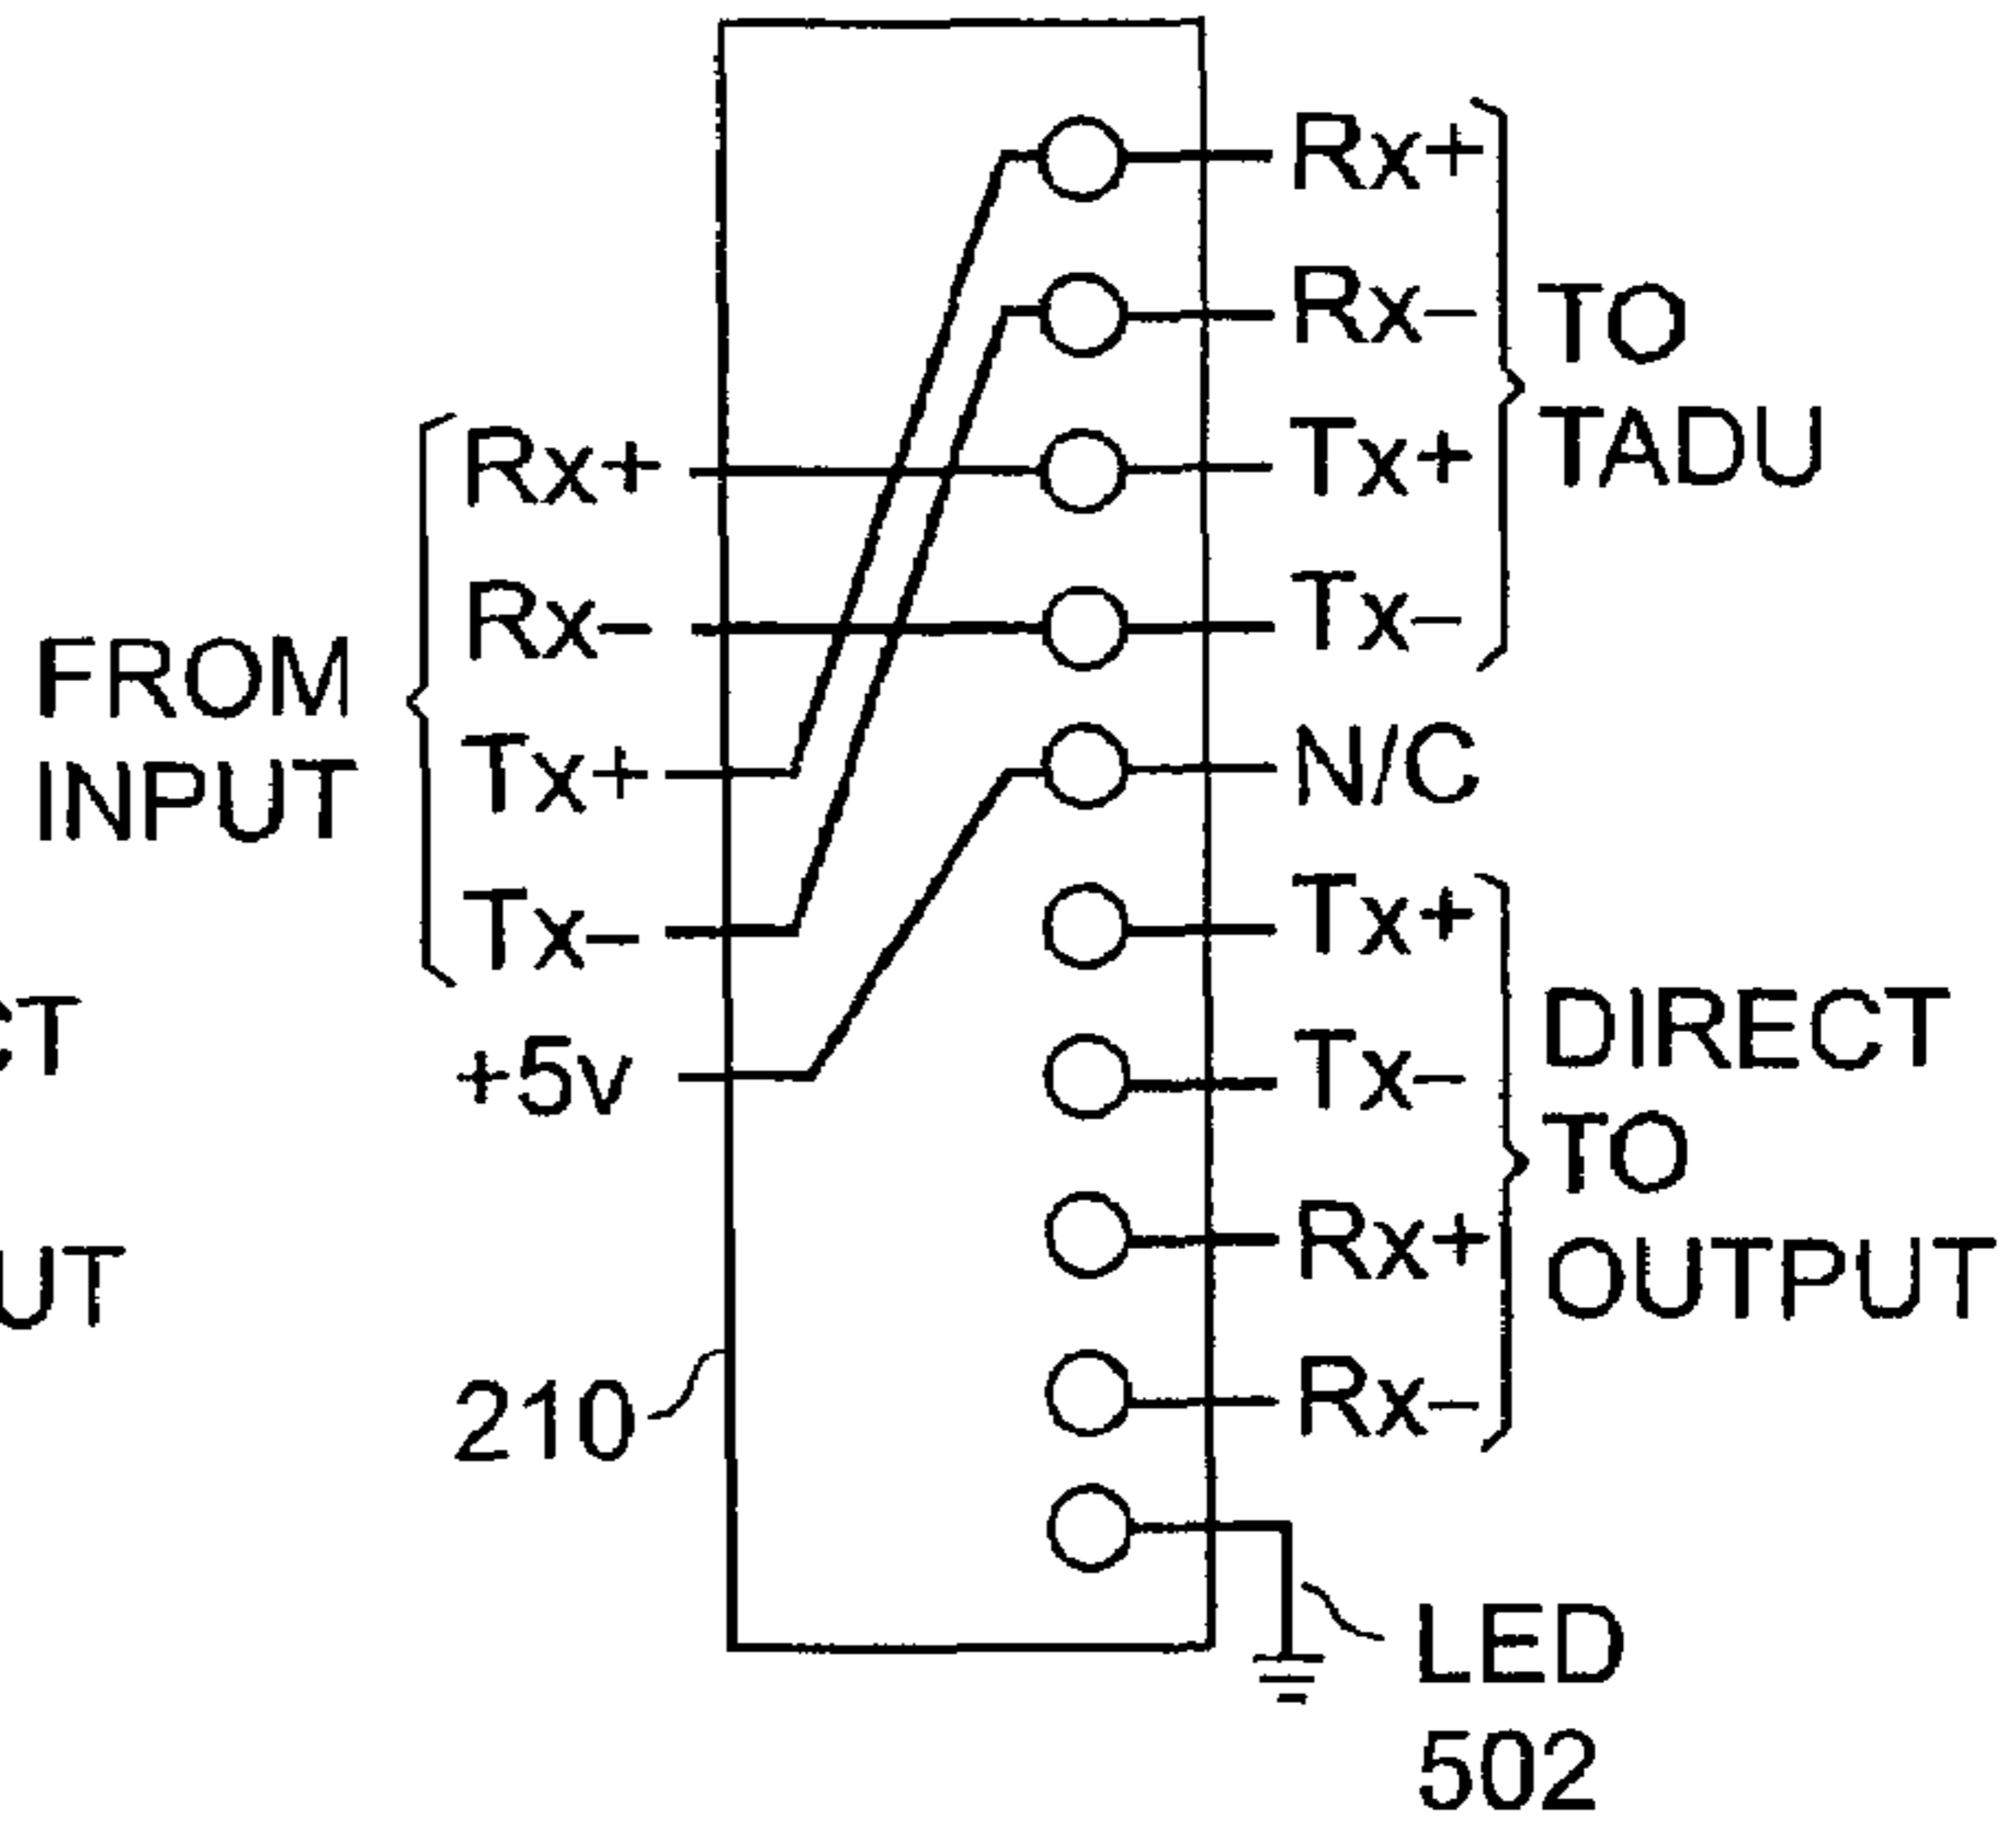 Rx+
Rx–
Tx+
Tx–
TO
TADU
FROM
INPUT
Rx+
Rx–
Tx+
Tx–
+5v
N/C
Tx+
Tx–
Rx+
Rx–
DIRECT
TO
OUTPUT
210
LED
502